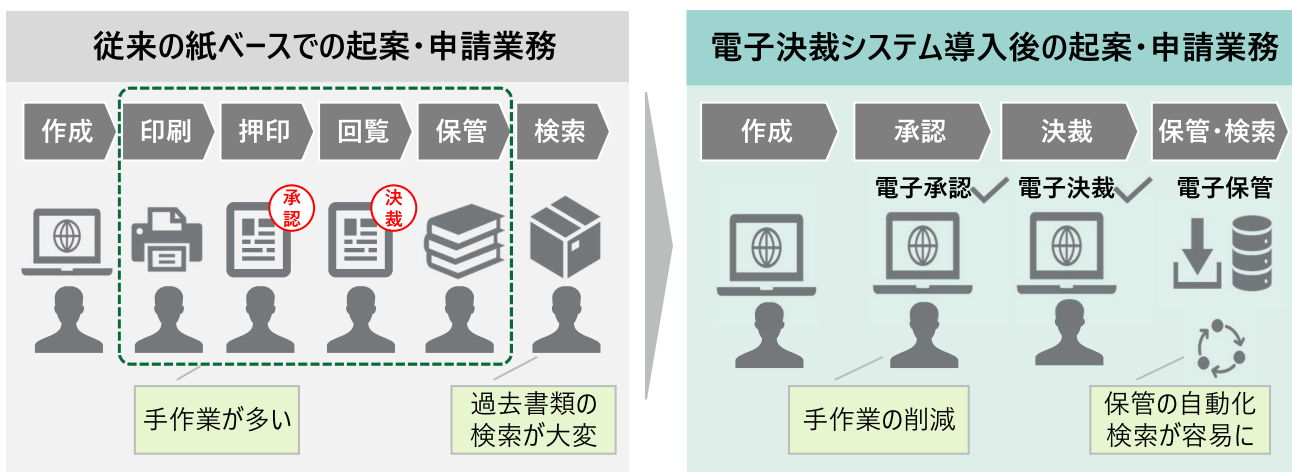 従来の紙ベースでの起案・申請業務
作成
印刷
押印
回覧
保管
検索
承
認
決
裁
手作業が多い
過去書類の
検索が大変
電子決裁システム導入後の起案・申請業務
作成
承認
決裁
保管・検索
電子承認
電子決裁
電子保管
手作業の削減
保管の自動化
検索が容易に